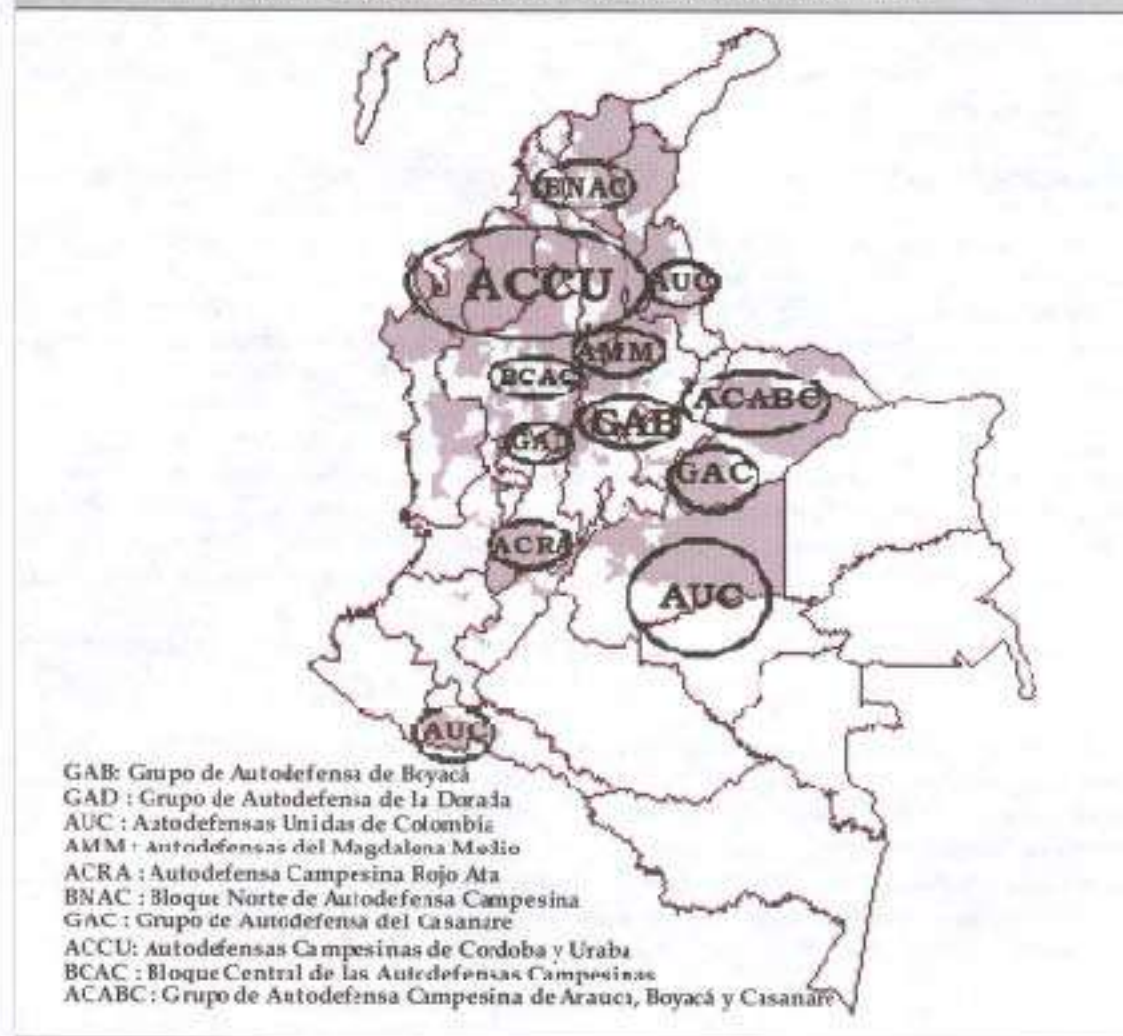 BNAC
ACCU
AUC
AMM
BCAC
ACABC
GAB
GAD
GAC
ACRA
AUC
AUC
GAB: Grupo de Autodefensa de Boyacá
GAD : Grupo de Autodefensa de la Dorada
AUC : Autodefensas Unidas de Colombia
AMM : Autodefensas del Magdalena Medio
ACRA : Autodefensa Campesina Rojo Ata
BNAC : Bloque Norte de Autodefensa Campesina
GAC : Grupo de Autodefensa del Casanare
ACCU: Autodefensas Campesinas de Cordoba y Uraba
BCAC : Bloque Central de las Autodefensas Campesinas
ACABC : Grupo de Autodefensa Campesina de Arauca, Boyacá y Casanare